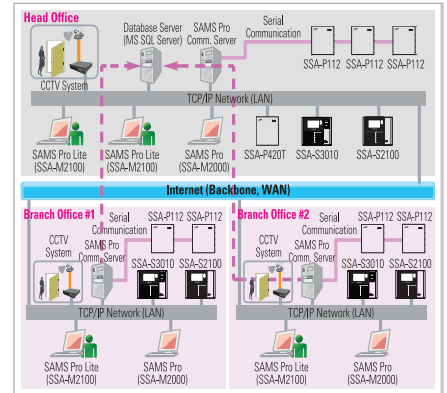 Head Office
CCTV System
Database Server
(MS SQL Server)
SAMS Pro
Comm. Server
Serial
Communication
SSA-P112 SSA-P112 SSA-P112
TCP/IP Network (LAN)
SAMS Pro Lite
(SSA-M2100)
SAMS Pro Lite
(SSA-M2100)
SAMS Pro
(SSA-M2000)
SSA-P420T
SSA-S3010
SSA-S2100
Internet (Backbone, WAN)
Branch Office #1
Serial
Communication
SSA-P112 SSA-P112
CCTV
System
SAMS Pro
Comm. Server
SSA-S3010
SSA-S2100
TCP/IP Network (LAN)
SAMS Pro Lite
(SSA-M2100)
SAMS Pro
(SSA-M2000)
Branch Office #2
Serial
Communication
SSA-P112 SSA-P112
CCTV
System
SAMS Pro
Comm. Server
SSA-S3010
SSA-S2100
TCP/IP Network (LAN)
SAMS Pro Lite
(SSA-M2100)
SAMS Pro
(SSA-M2000)